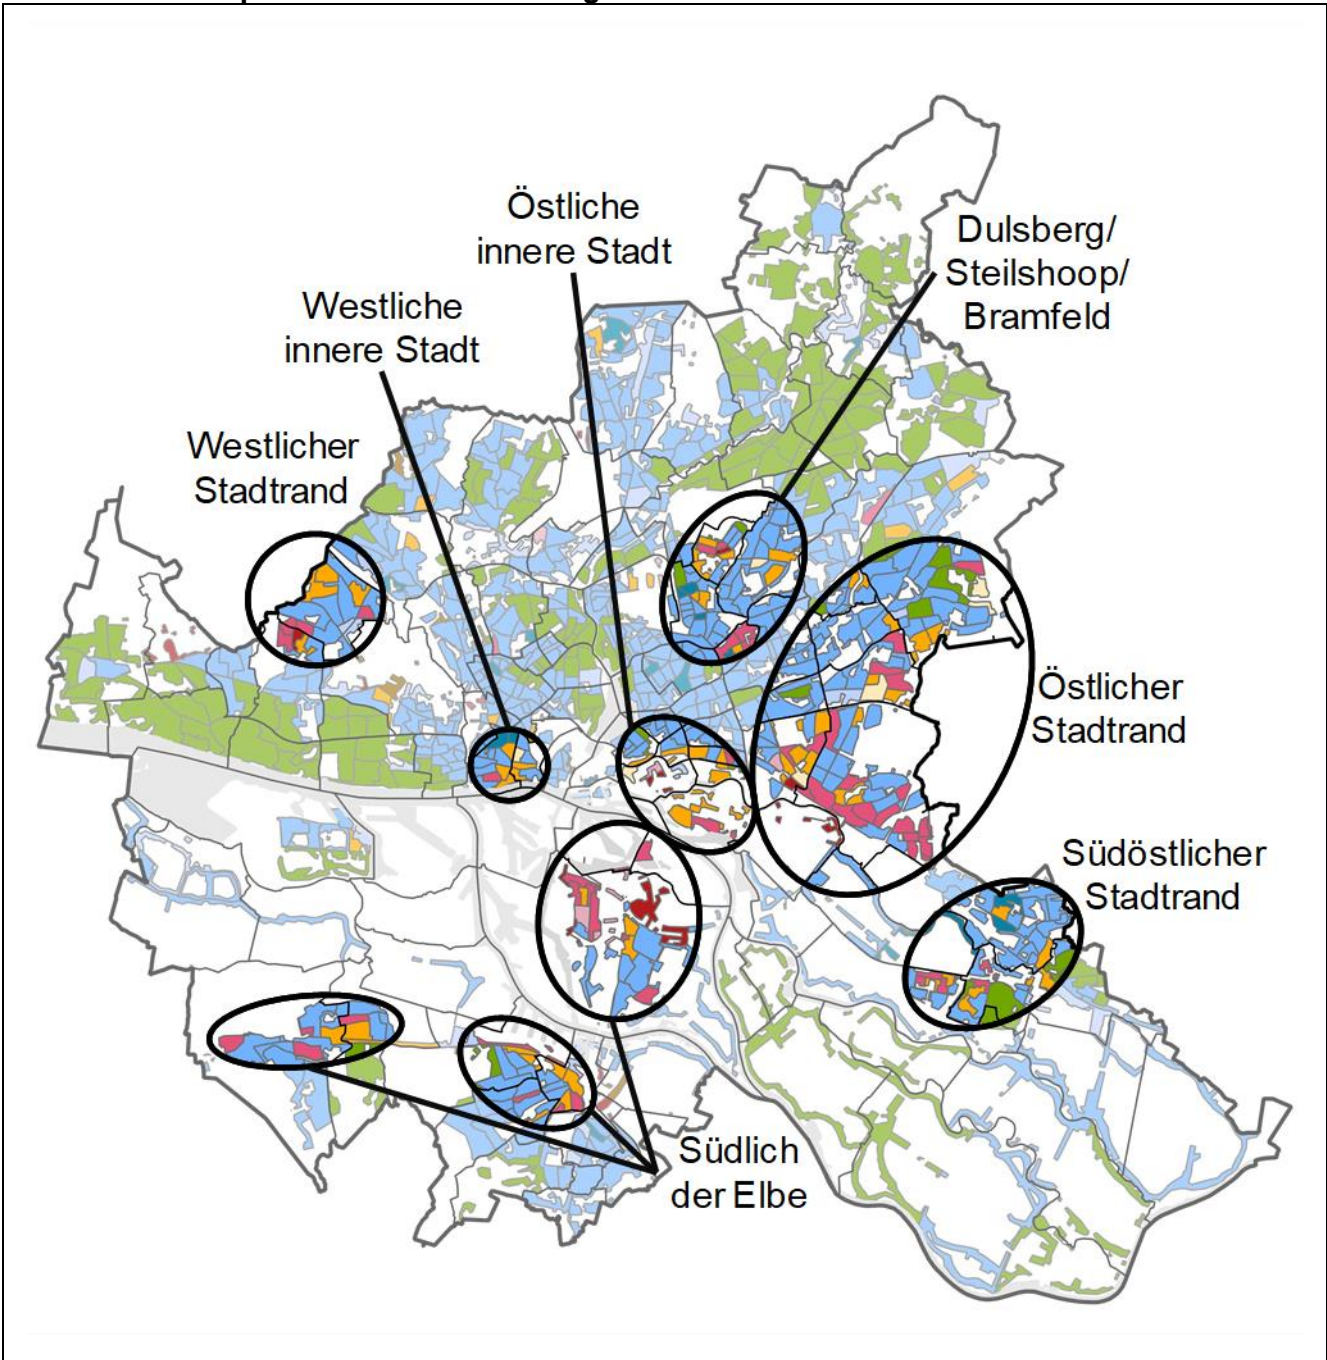 Östliche
innere Stadt
Dulsberg/
Steilshoop/
Bramfeld
Westliche
innere Stadt
Westlicher
Stadtrand
Östlicher
Stadtrand
Südöstlicher
Stadtrand
Südlich
der Elbe